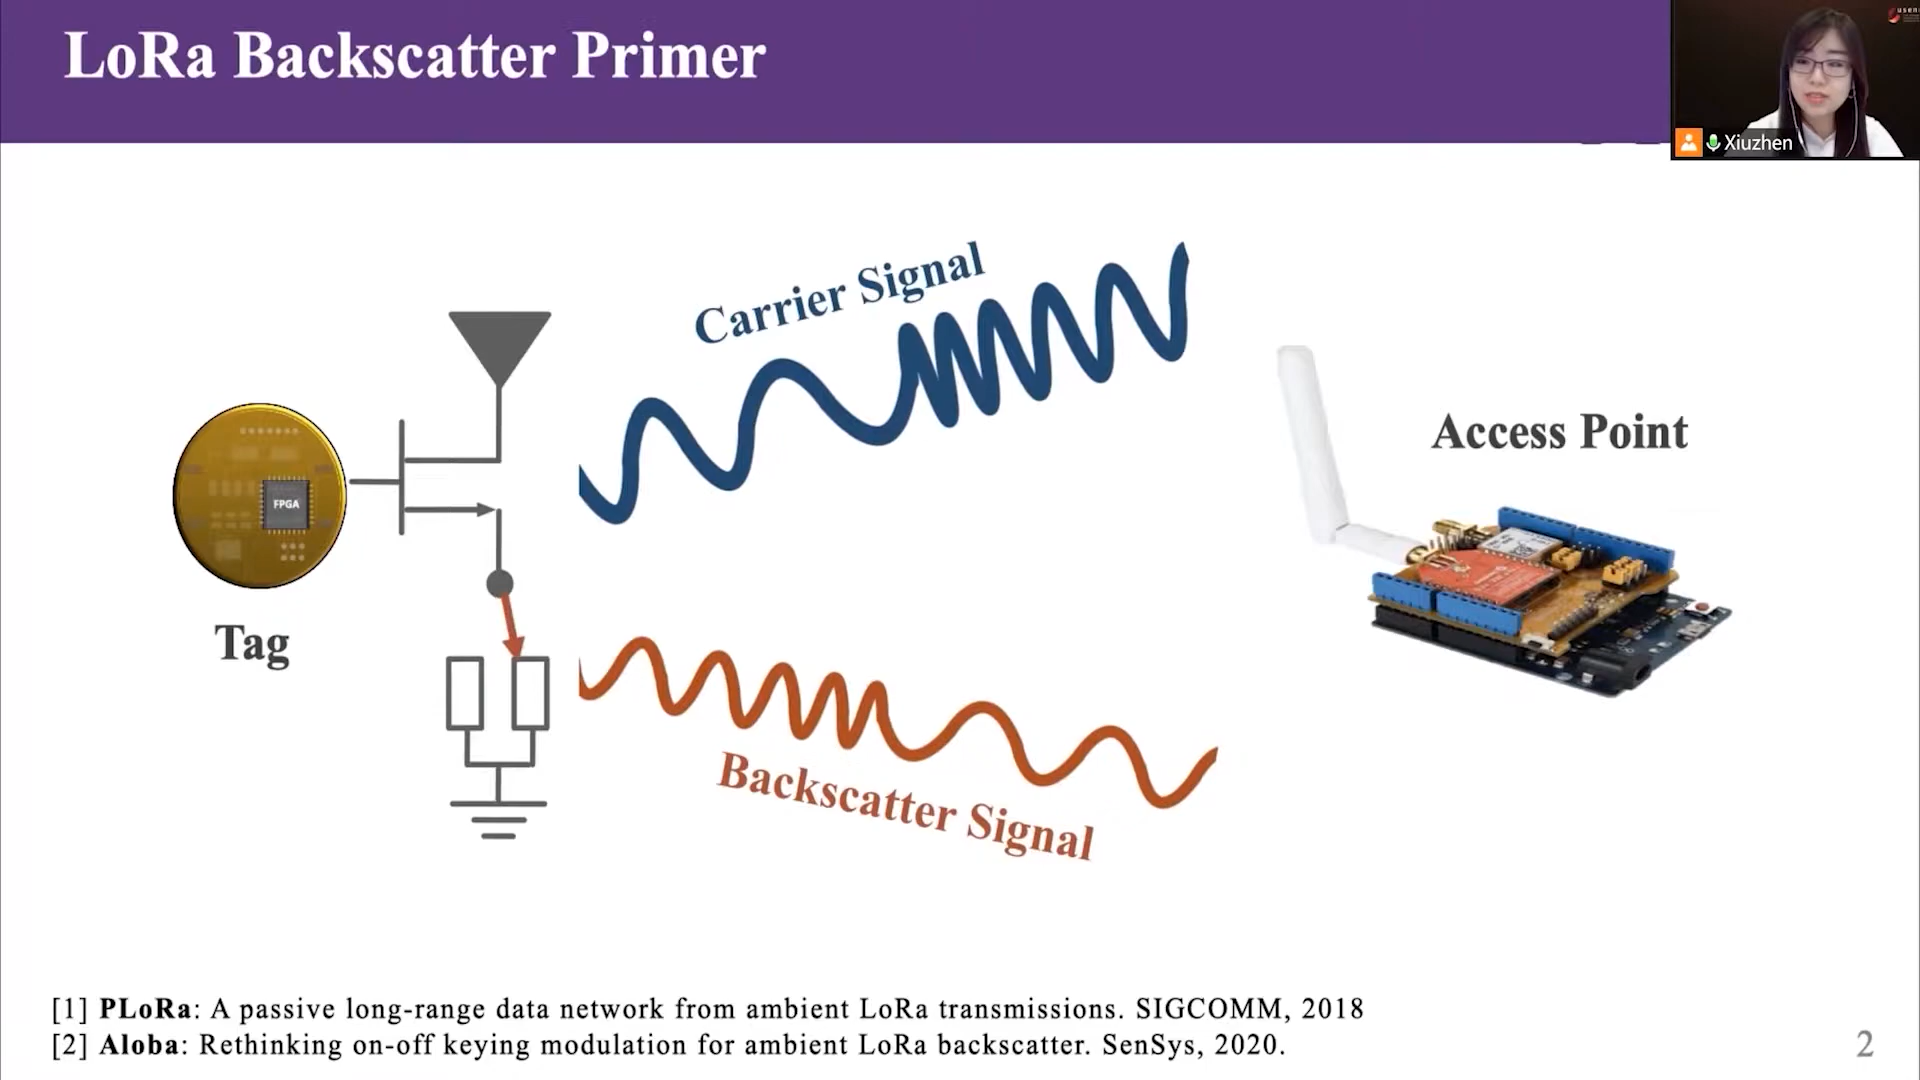 LoRa Backscatter Primer
usen
Xiuzhen
Carrier Signal
Access Point
FPGA
Tag
Backscatter Signal
[1] PLoRa: A passive long-range data network from ambient LoRa transmissions. SIGCOMM, 2018
[2] Aloba: Rethinking on-off keying modulation for ambient LoRa backscatter. SenSys, 2020.
2